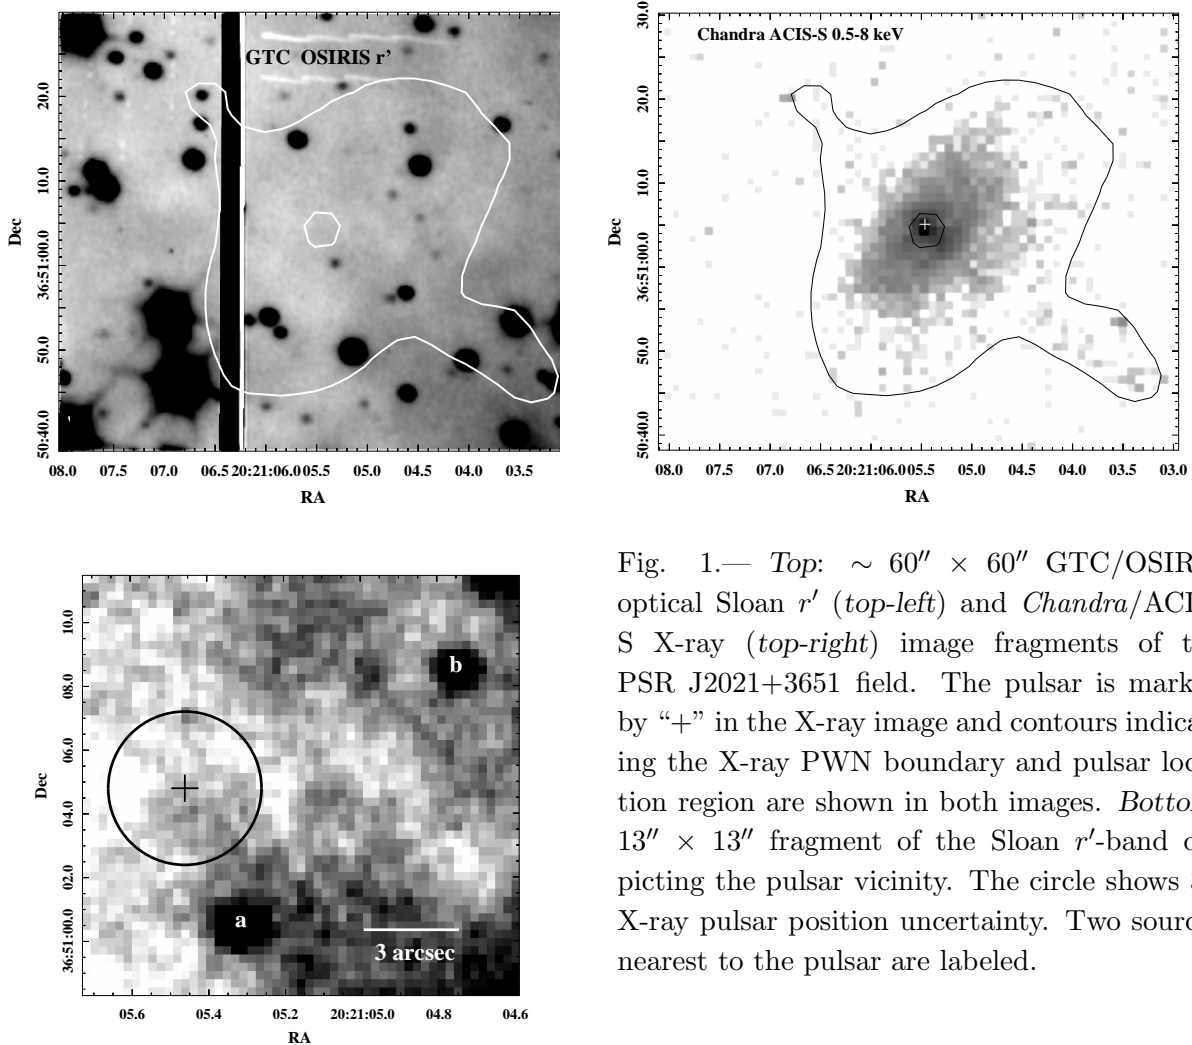 GTC OSIRIS r'
Dec
20.0
10.0
36:51:00.0
50.0
50:40.0
08.0 07.5 07.0 06.5 20:21:06.0 05.5 05.0 04.5 04.0 03.5
RA
Chandra ACIS-S 0.5-8 keV
Dec
30.0
20.0
10.0
36:51:00.0
50.0
50:40.0
08.0 07.5 07.0 06.5 20:21:06.0 05.5 05.0 04.5 04.0 03.5 03.0
RA
Dec
10.0
08.0
06.0
04.0
02.0
36:51:00.0
b
a
3 arcsec
05.6 05.4 05.2 20:21:05.0 04.8 04.6
RA
Fig. 1.— Top: ∼ 60″ × 60″ GTC/OSIR
optical Sloan r′ (top-left) and Chandra/ACI
S X-ray (top-right) image fragments of t
PSR J2021+3651 field. The pulsar is mark
by “+” in the X-ray image and contours indica
ing the X-ray PWN boundary and pulsar loc
tion region are shown in both images. Botto
13″ × 13″ fragment of the Sloan r′-band
picting the pulsar vicinity. The circle shows
X-ray pulsar position uncertainty. Two sourc
nearest to the pulsar are labeled.